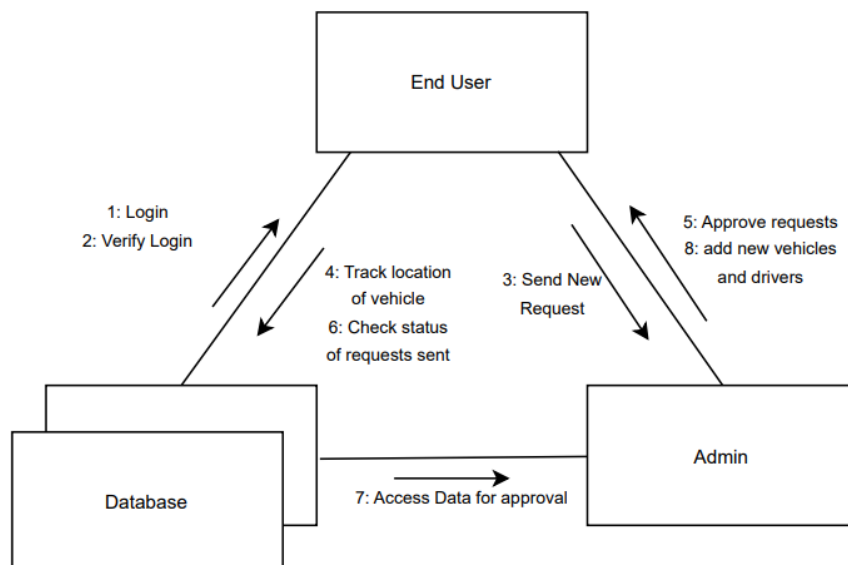 End User
1: Login
2: Verify Login
5: Approve requests
8: add new vehicles
and drivers
4: Track location
of vehicle
6: Check status
of requests sent
3: Send New
Request
Database
7: Access Data for approval
Admin